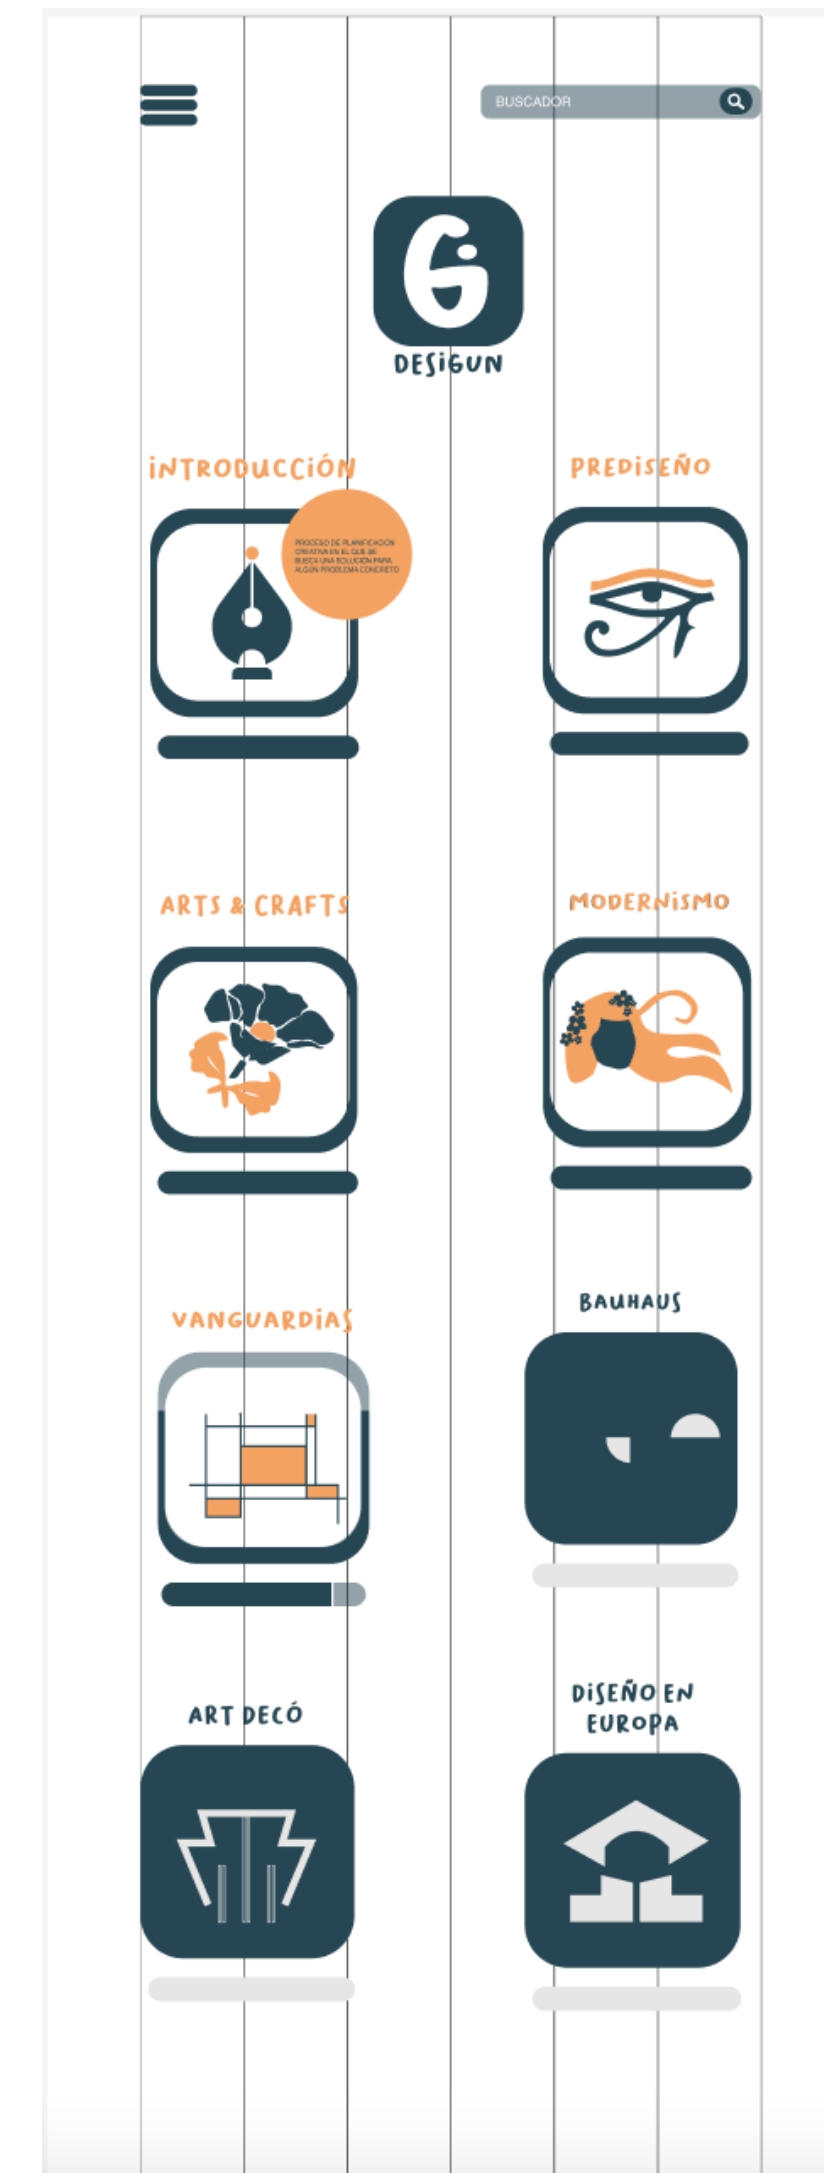 BUSCADOR
DESiGUN
iNTRODUCCiÓN
PREDiSEÑO
PROCESO DE PLANIFICACIÓN
CREATIVA EN EL QUE SE
BUSCA UNA SOLUCIÓN PARA
ALGÚN PROBLEMA CONCRETO
ARTS & CRAFTS
MODERNiSMO
VANGUARDiAS
BAUHAUS
ART DECÓ
DiSEÑO EN
EUROPA